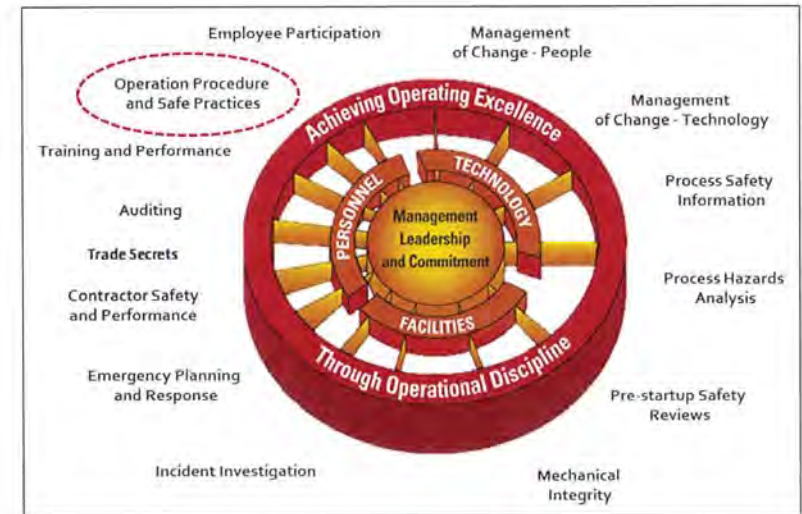 Employee Participation
Management
of Change - People
Operation Procedure
and Safe Practices
Management
of Change - Technology
Training and Performance
Process Safety
Information
Auditing
Trade Secrets
Process Hazards
Analysis
Contractor Safety
and Performance
Emergency Planning
and Response
Pre-startup Safety
Reviews
Incident Investigation
Mechanical
Integrity
Achieving Operating Excellence
PERSONNEL
TECHNOLOGY
Management
Leadership
and Commitment
FACILITIES
Through Operational Discipline